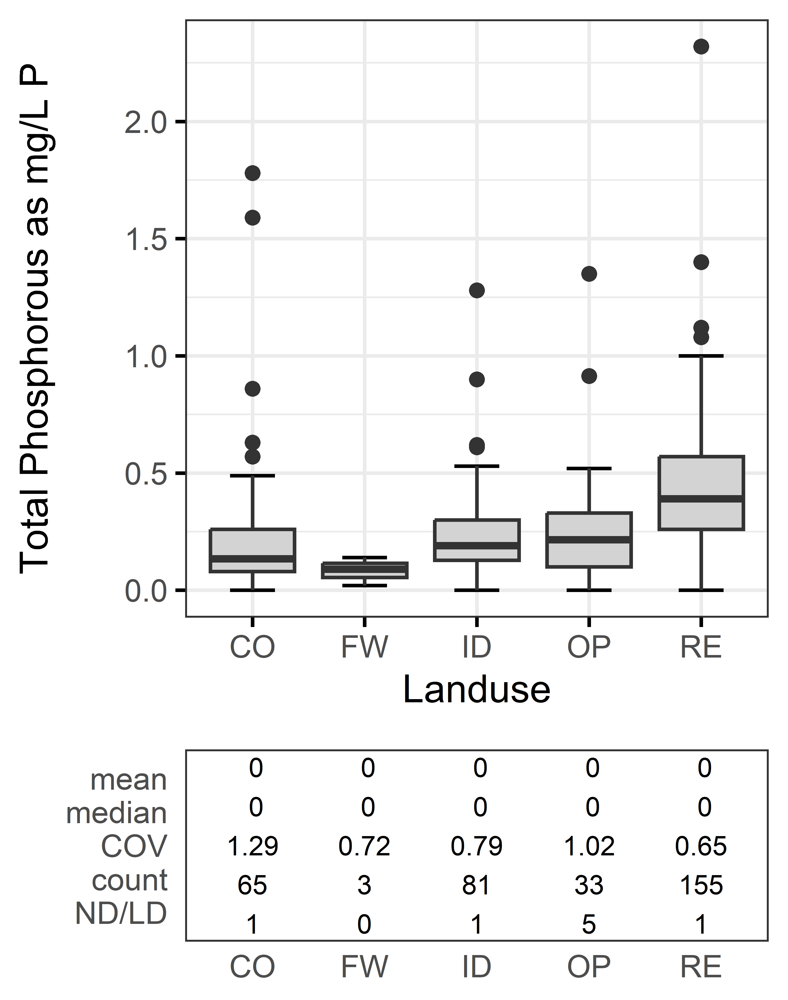 Total Phosphorous as mg/L P
2.0
1.5
1.0
0.5
0.0
CO FW ID OP RE
Landuse
mean 0 0 0 0 0
median 0 0 0 0 0
COV 1.29 0.72 0.79 1.02 0.65
count 65 3 81 33 155
ND/LD 1 0 1 5 1
CO FW ID OP RE